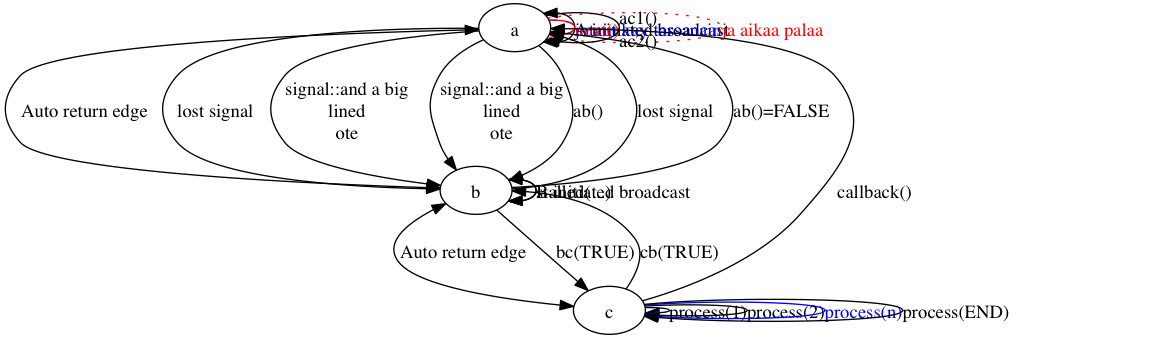 a
ac1()
aikaa palaa
ac2()
Auto return edge
lost signal
signal::and a big
lined
ote
signal::and a big
lined
ote
ab()
lost signal
ab()=FALSE
b
broadcast
callback()
Auto return edge
bc(TRUE)
cb(TRUE)
c
process(1)
process(2)
process(n)
process(END)